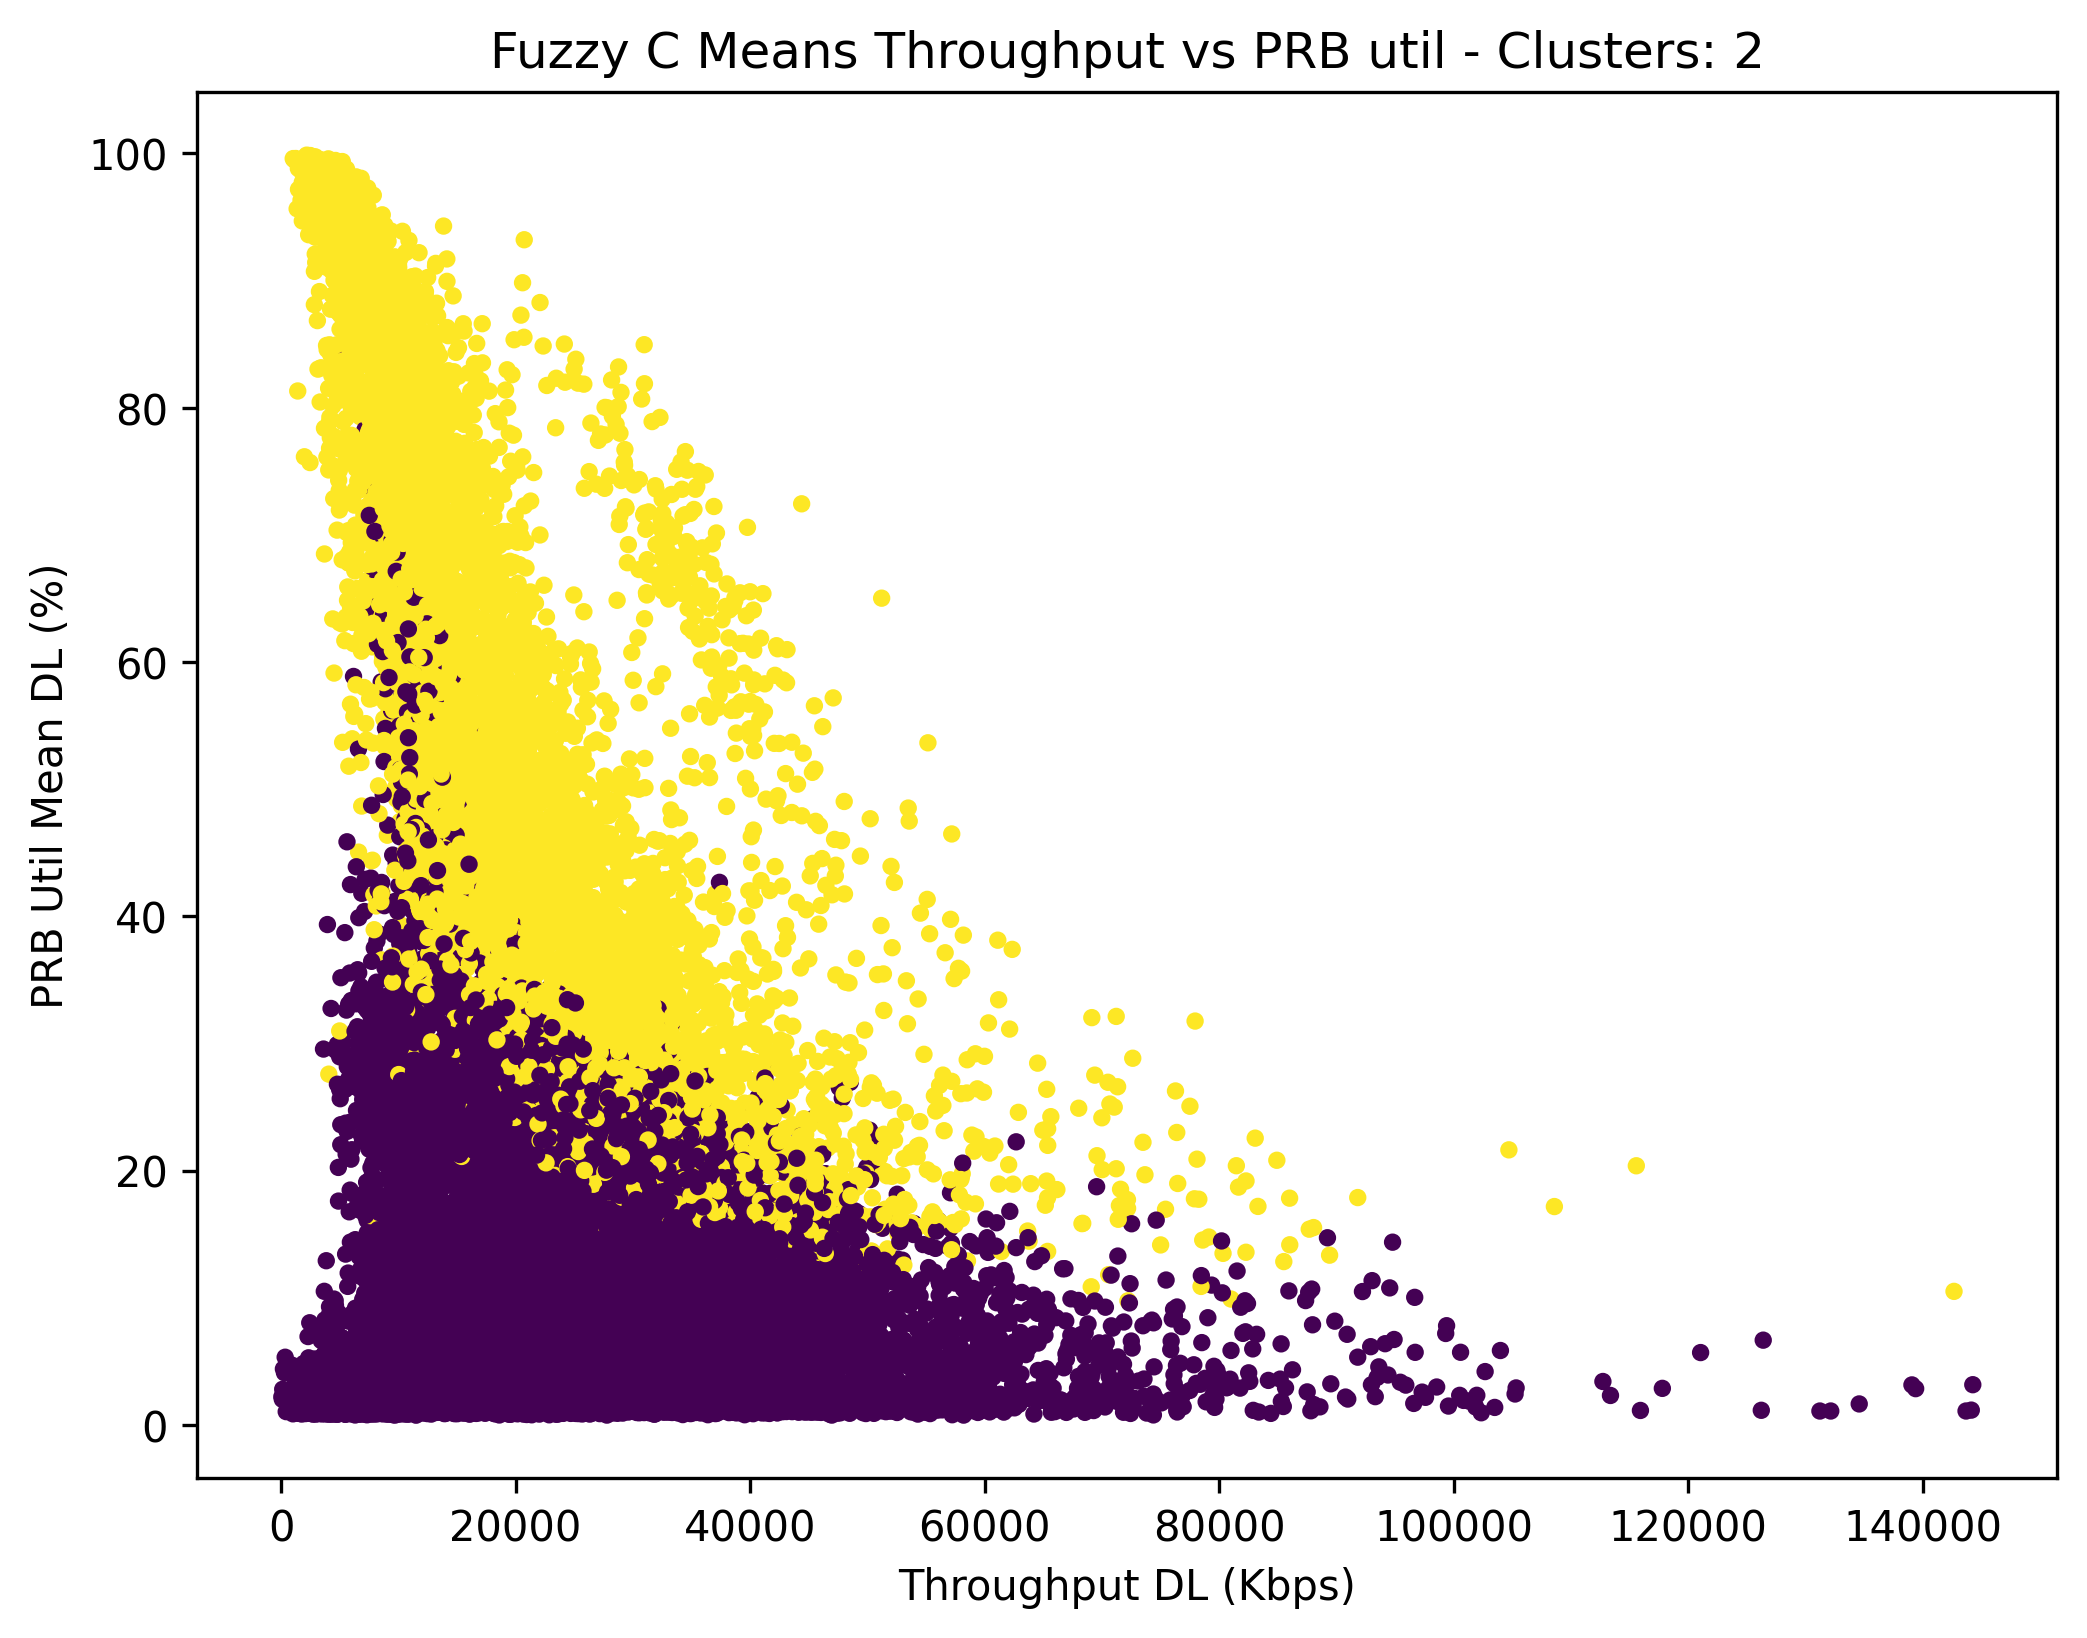 Fuzzy C Means Throughput vs PRB util - Clusters: 2
PRB Util Mean DL (%)
100
80
60
40
20
0
0 20000 40000 60000 80000 100000 120000 140000
Throughput DL (Kbps)